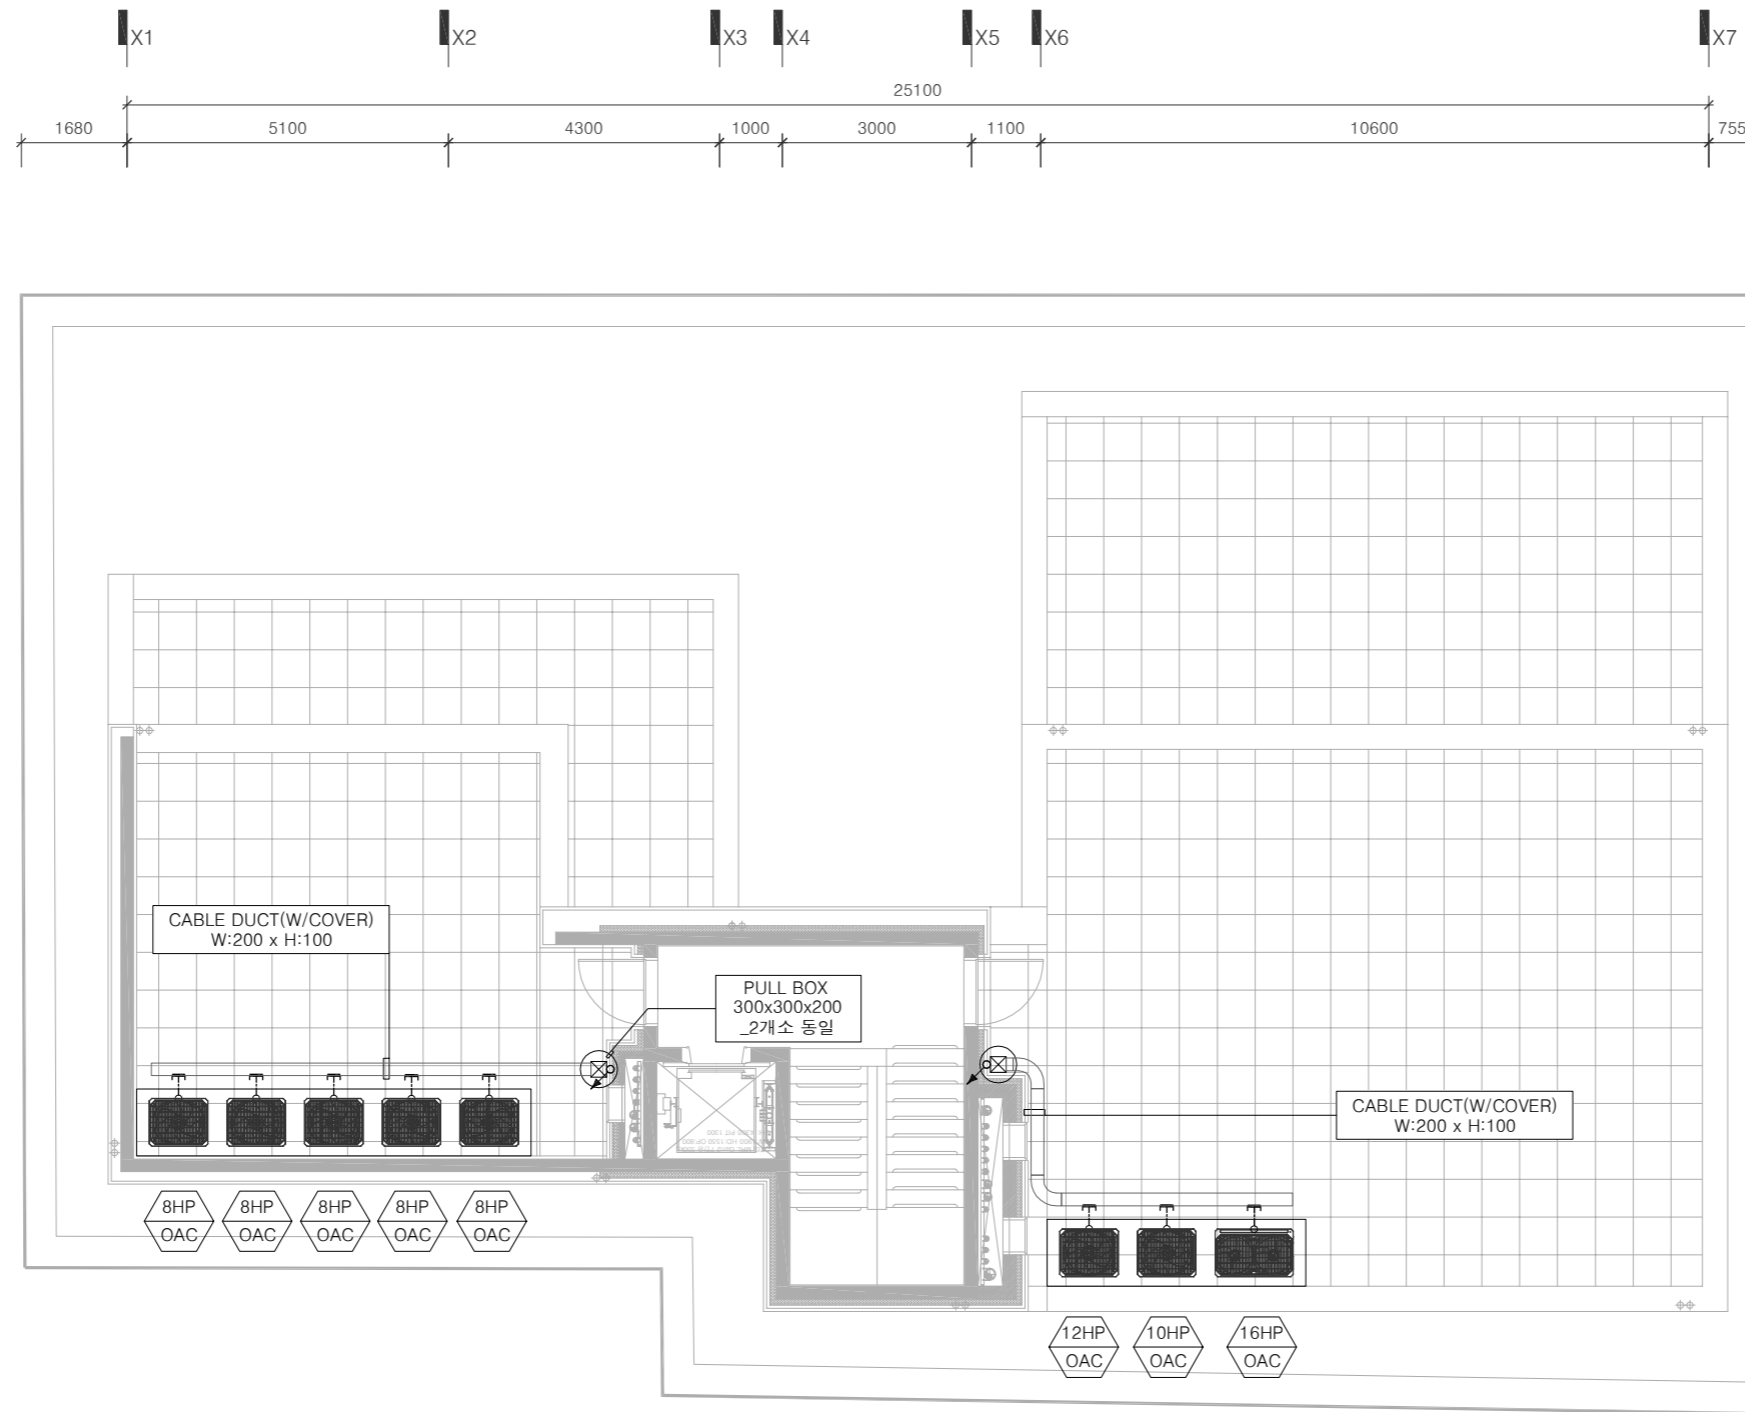 X1
X2
X3
X4
X5
X6
X7
25100
1680
5100
4300
1000
3000
1100
10600
755
CABLE DUCT(W/COVER)
W:200 x H:100
PULL BOX
300x300x200
_2개소 동일
CABLE DUCT(W/COVER)
W:200 x H:100
8HP
OAC
8HP
OAC
8HP
OAC
8HP
OAC
8HP
OAC
12HP
OAC
10HP
OAC
16HP
OAC